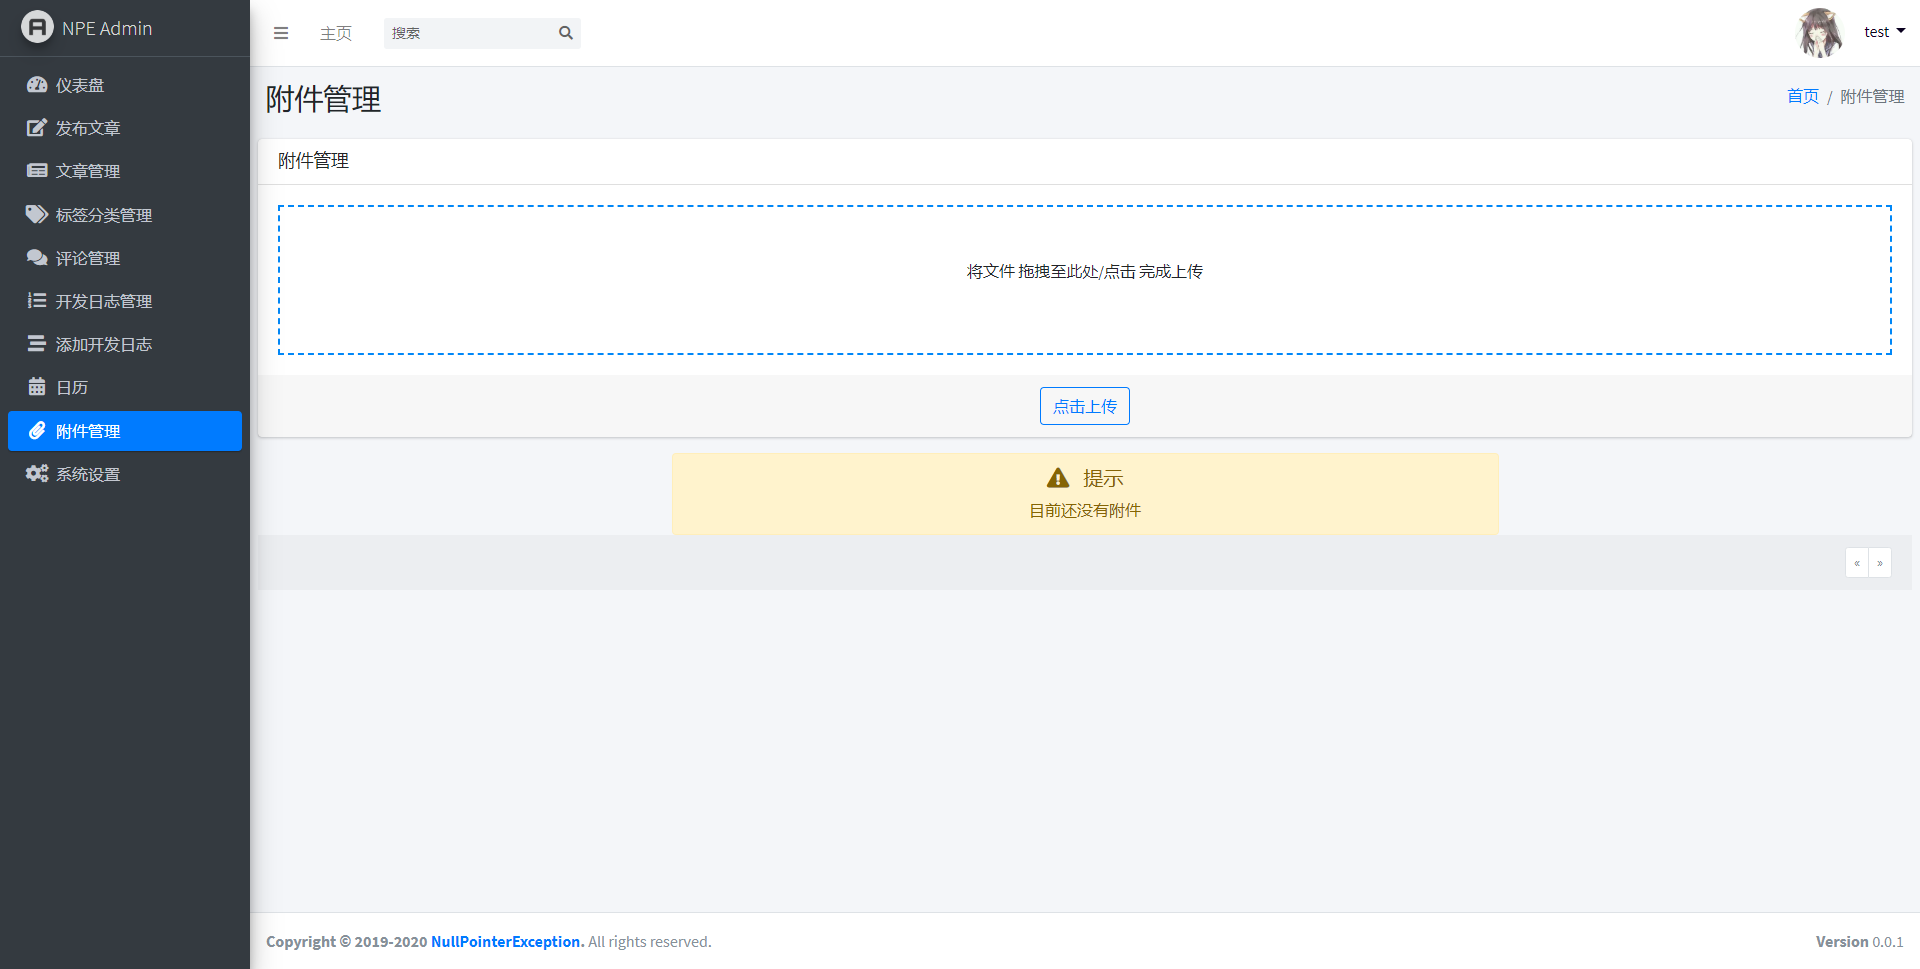 NPE Admin
仪表盘
发布文章
文章管理
标签分类管理
评论管理
开发日志管理
添加开发日志
日历
附件管理
系统设置
主页
搜索
test
附件管理
首页 / 附件管理
附件管理
将文件 拖拽至此处/点击 完成上传
点击上传
提示
目前还没有附件
« »
Copyright © 2019-2020 NullPointerException. All rights reserved.
Version 0.0.1